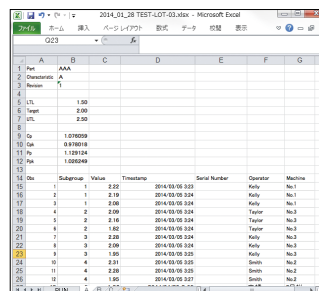 2014_01_28 TEST-LOT-03.xlsx - Microsoft Excel
ファイル ホーム 挿入 ページ レイアウト 数式 データ 校閲 表示
Q23 fx
A B C D E F G
1 Part AAA
2 Characteristic A
3 Revision 1
4
5 LTL 1.50
6 Target 2.00
7 UTL 2.50
8
9 Cp 1.076059
10 Cpk 0.978018
11 Pp 1.129124
12 Ppk 1.026249
13
14 Obs Subgroup Value Timestamp Serial Number Operator Machine
15 1 1 2.22 2014/03/05 3:23 Kelly No.1
16 2 1 2.19 2014/03/05 3:24 Kelly No.1
17 3 1 2.08 2014/03/05 3:24 Kelly No.1
18 4 2 2.09 2014/03/05 3:24 Taylor No.3
19 5 2 2.16 2014/03/05 3:24 Taylor No.3
20 6 2 1.62 2014/03/05 3:24 Taylor No.3
21 7 3 2.28 2014/03/05 3:24 Kelly No.3
22 8 3 2.09 2014/03/05 3:24 Kelly No.3
23 9 3 1.95 2014/03/05 3:25 Kelly No.3
24 10 4 2.31 2014/03/05 3:25 Smith No.2
25 11 4 2.28 2014/03/05 3:25 Smith No.2
26 12 4 1.95 2014/03/05 3:27 Smith No.2
RUN A B C